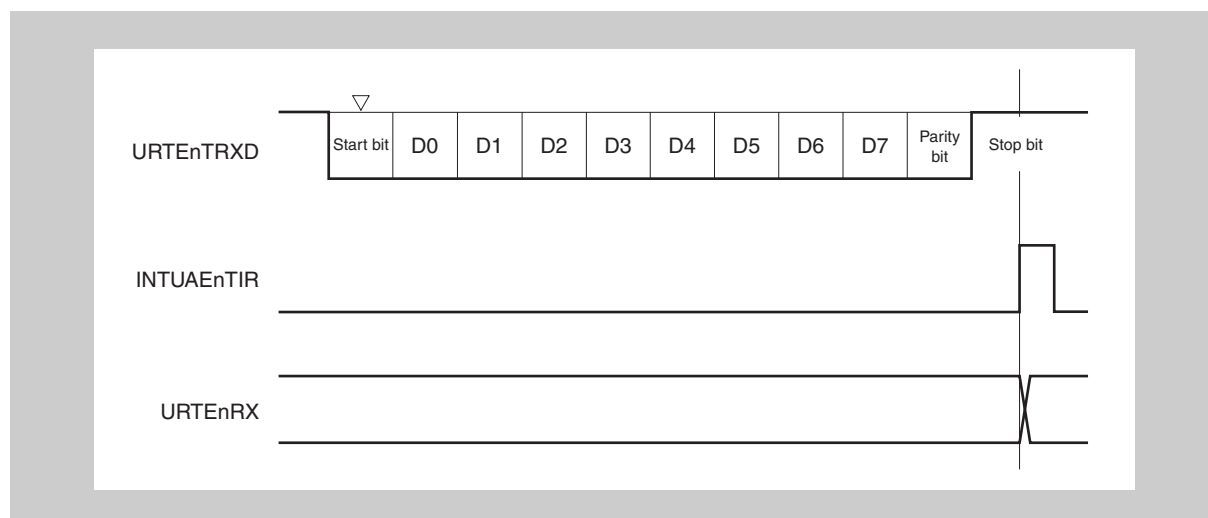 URTEnTRXD
Start bit D0 D1 D2 D3 D4 D5 D6 D7 Parity bit Stop bit
INTUAEnTIR
URTEnRX